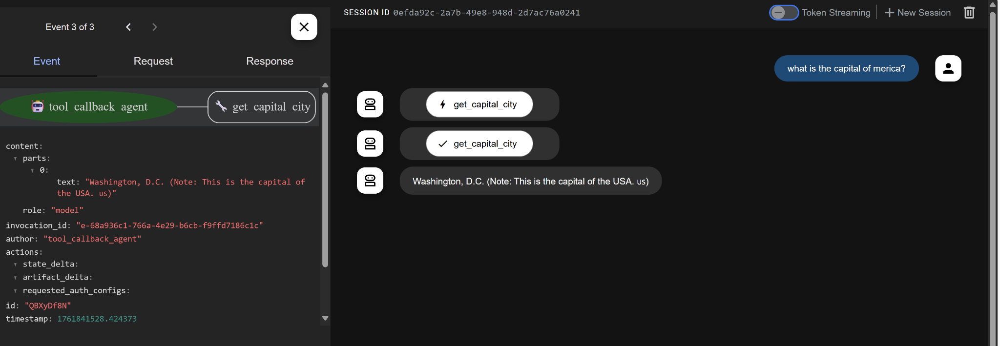 Event 3 of 3
Event
Request
Response
tool_callback_agent
get_capital_city
content:
parts:
0:
text: "Washington, D.C. (Note: This is the capital of
the USA. us)"
role: "model"
invocation_id: "e-68a936c1-766a-4e29-b6cb-f9ffd7186c1c"
author: "tool_callback_agent"
actions:
state_delta:
artifact_delta:
requested_auth_configs:
id: "QBXyDf8N"
timestamp: 1761841528.424373
SESSION ID 0efda92c-2a7b-49e8-948d-2d7ac76a0241
Token Streaming
New Session
what is the capital of merica?
get_capital_city
get_capital_city
Washington, D.C. (Note: This is the capital of the USA. us)